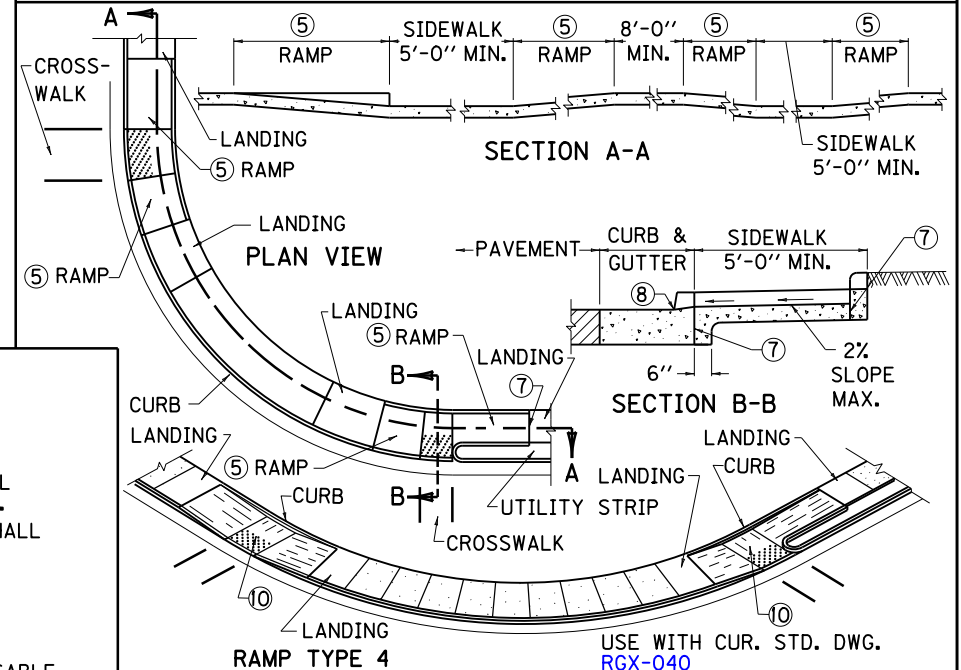 A
⑤
RAMP
SIDEWALK
5'-0" MIN.
⑤
RAMP
8'-0"
MIN.
⑤
RAMP
⑤
RAMP
CROSS-
WALK
LANDING
⑤ RAMP
SECTION A-A
SIDEWALK
5'-0" MIN.
LANDING
PLAN VIEW
⑤ RAMP
PAVEMENT
CURB &
GUTTER
SIDEWALK
5'-0" MIN.
⑦
⑧
LANDING
⑤ RAMP
LANDING
⑦
⑦
6"
2%
SLOPE
MAX.
B
SECTION B-B
CURB
LANDING
⑤ RAMP
A
LANDING
CURB
LANDING
CURB
B
UTILITY STRIP
CROSSWALK
L
HALL
⑩
⑩
LANDING
RAMP TYPE 4
USE WITH CUR. STD. DWG.
RGX-040